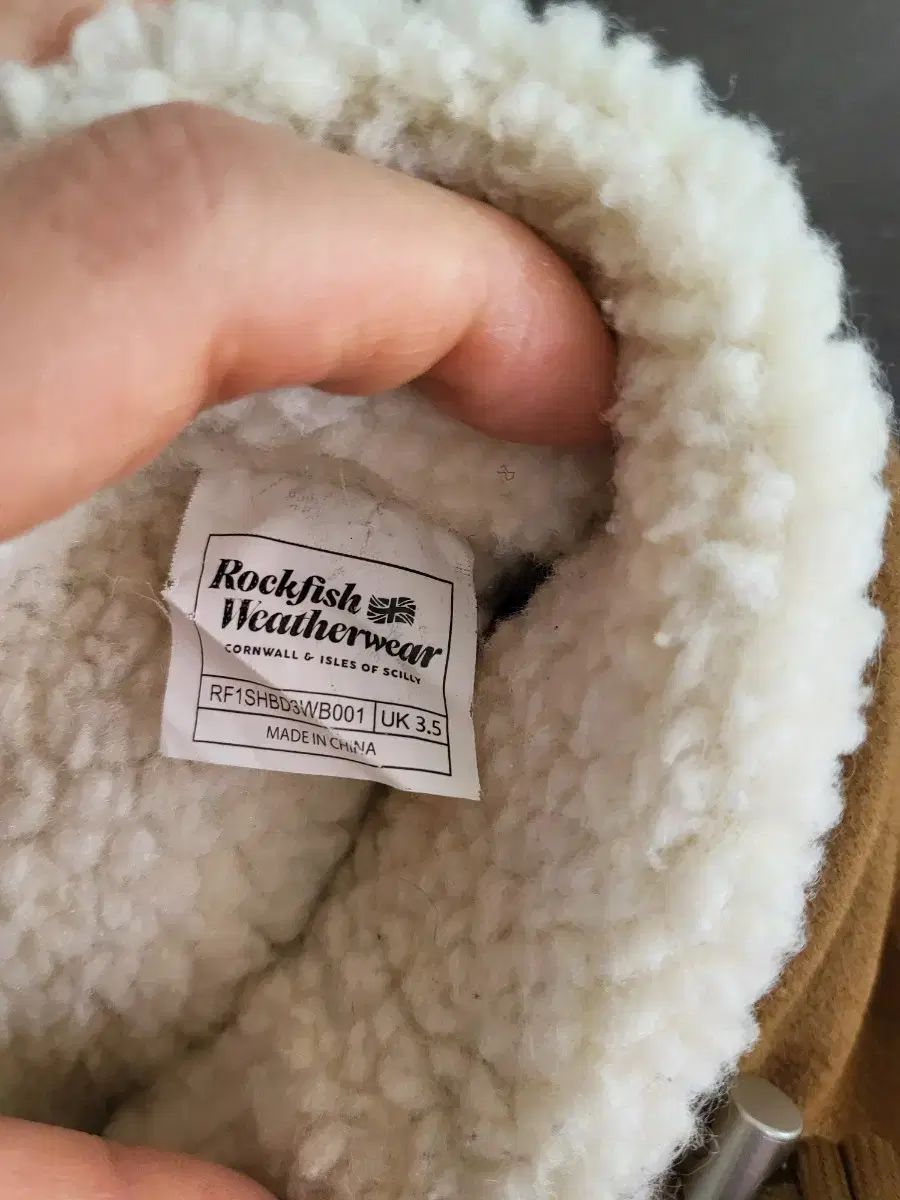 Rockfish
Weatherwear
CORNWALL & ISLES OF SCILLY
RF1SHBD3WB001 UK 3.5
MADE IN CHINA